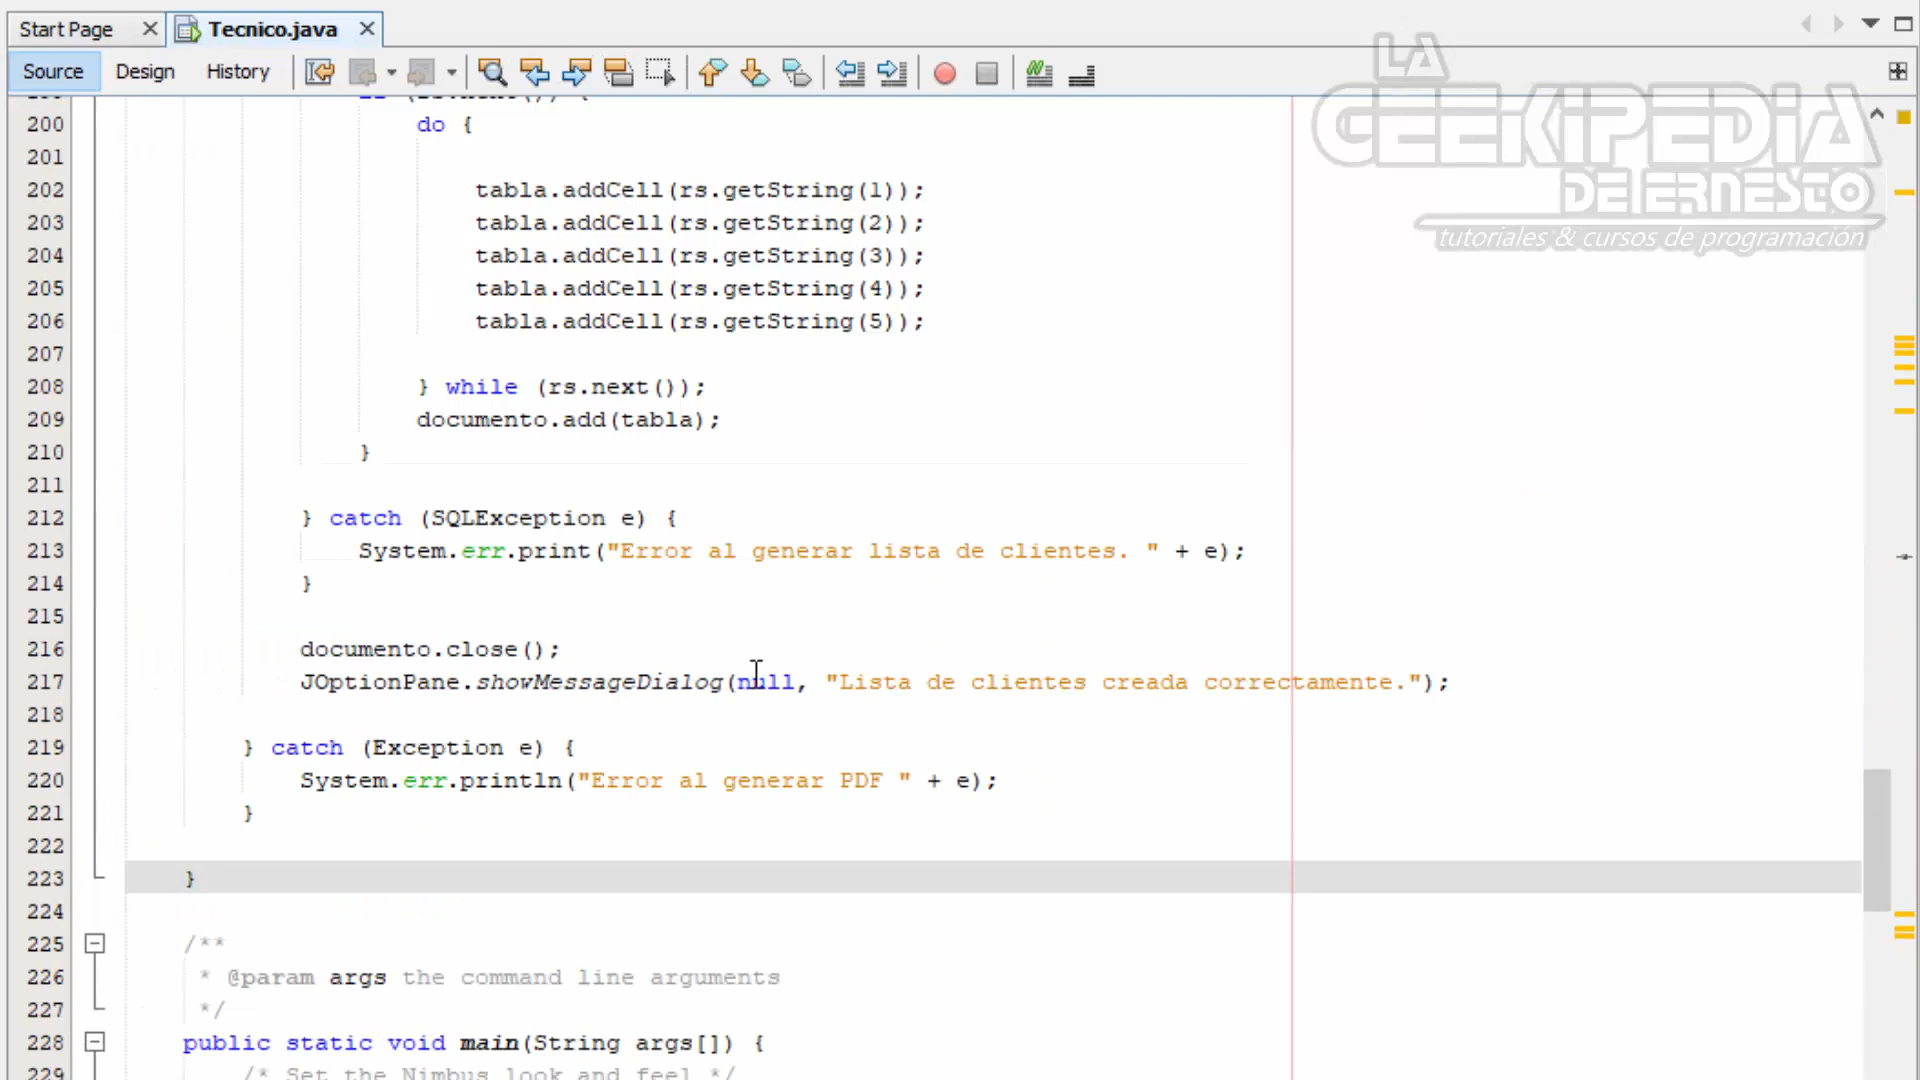 Start Page
Tecnico.java
Source Design History
LA
GEEKIPEDIA
DE ERNESTO
tutoriales & cursos de programación
200 do {
201
202 tabla.addCell(rs.getString(1));
203 tabla.addCell(rs.getString(2));
204 tabla.addCell(rs.getString(3));
205 tabla.addCell(rs.getString(4));
206 tabla.addCell(rs.getString(5));
207
208 } while (rs.next());
209 documento.add(tabla);
210 }
211
212 } catch (SQLException e) {
213 System.err.print("Error al generar lista de clientes. " + e);
214 }
215
216 documento.close();
217 JOptionPane.showMessageDialog(null, "Lista de clientes creada correctamente.");
218
219 } catch (Exception e) {
220 System.err.println("Error al generar PDF " + e);
221 }
222
223 }
224
225 /**
226 * @param args the command line arguments
227 */
228 public static void main(String args[]) {
229 /* Set the Nimbus look and feel */